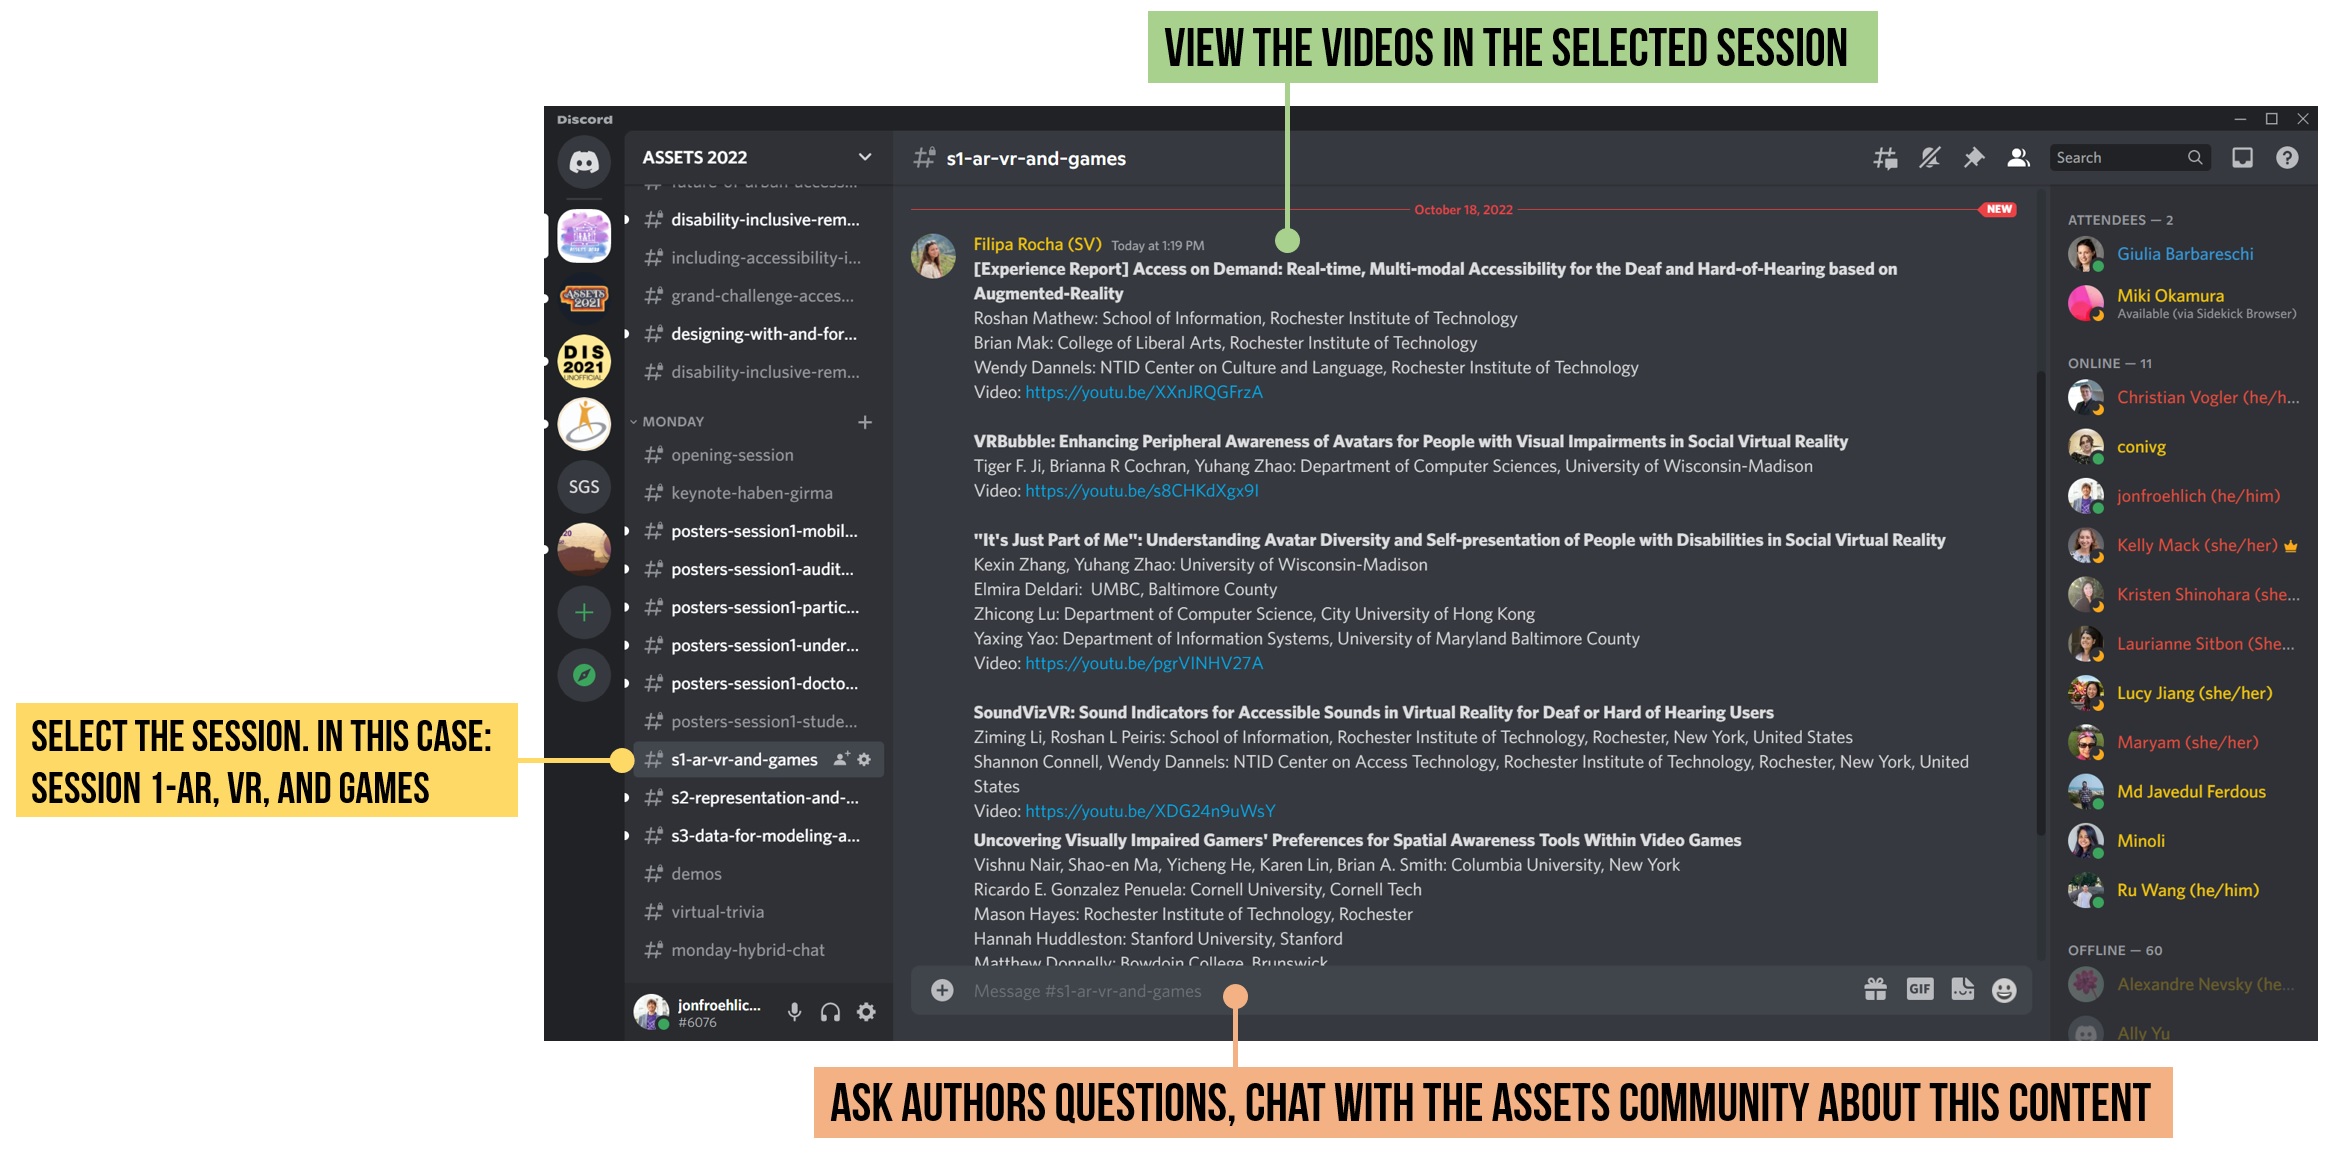 VIEW THE VIDEOS IN THE SELECTED SESSION
Discord
ASSETS 2022
disability-inclusive-rem...
including-accessibility-i...
grand-challenge-acces...
designing-with-and-for...
disability-inclusive-rem...
MONDAY
opening-session
keynote-haben-girma
posters-session1-mobil...
posters-session1-audit...
posters-session1-partic...
posters-session1-under...
posters-session1-docto...
posters-session1-stude...
s1-ar-vr-and-games
s2-representation-and-...
s3-data-for-modeling-a...
demos
virtual-trivia
monday-hybrid-chat
jonfroehlic...
#6076
ASSETS
2021
DIS
2021
UNOFFICIAL
SGS
20
s1-ar-vr-and-games
Search
October 18, 2022
NEW
Filipa Rocha (SV) Today at 1:19 PM
[Experience Report] Access on Demand: Real-time, Multi-modal Accessibility for the Deaf and Hard-of-Hearing based on
Augmented-Reality
Roshan Mathew: School of Information, Rochester Institute of Technology
Brian Mak: College of Liberal Arts, Rochester Institute of Technology
Wendy Dannels: NTID Center on Culture and Language, Rochester Institute of Technology
Video: https://youtu.be/XXnJRQGFrzA
VRBubble: Enhancing Peripheral Awareness of Avatars for People with Visual Impairments in Social Virtual Reality
Tiger F. Ji, Brianna R Cochran, Yuhang Zhao: Department of Computer Sciences, University of Wisconsin-Madison
Video: https://youtu.be/s8CHKdXgx9I
"It's Just Part of Me": Understanding Avatar Diversity and Self-presentation of People with Disabilities in Social Virtual Reality
Kexin Zhang, Yuhang Zhao: University of Wisconsin-Madison
Elmira Deldari: UMBC, Baltimore County
Zhicong Lu: Department of Computer Science, City University of Hong Kong
Yaxing Yao: Department of Information Systems, University of Maryland Baltimore County
Video: https://youtu.be/pgrVINHV27A
SoundVizVR: Sound Indicators for Accessible Sounds in Virtual Reality for Deaf or Hard of Hearing Users
Ziming Li, Roshan L Peiris: School of Information, Rochester Institute of Technology, Rochester, New York, United States
Shannon Connell, Wendy Dannels: NTID Center on Access Technology, Rochester Institute of Technology, Rochester, New York, United
States
Video: https://youtu.be/XDG24n9uWsY
Uncovering Visually Impaired Gamers' Preferences for Spatial Awareness Tools Within Video Games
Vishnu Nair, Shao-en Ma, Yicheng He, Karen Lin, Brian A. Smith: Columbia University, New York
Ricardo E. Gonzalez Penuela: Cornell University, Cornell Tech
Mason Hayes: Rochester Institute of Technology, Rochester
Hannah Huddleston: Stanford University, Stanford
Matthew Donnelly: Bowdoin College, Brunswick
Message #s1-ar-vr-and-games
GIF
ATTENDEES — 2
Giulia Barbareschi
Miki Okamura
Available (via Sidekick Browser)
ONLINE — 11
Christian Vogler (he/h...
conivg
jonfroehlich (he/him)
Kelly Mack (she/her)
Kristen Shinohara (she...
Laurianne Sitbon (She...
Lucy Jiang (she/her)
Maryam (she/her)
Md Javedul Ferdous
Minoli
Ru Wang (he/him)
OFFLINE — 60
Alexandre Nevsky (he...
Ally Yu
SELECT THE SESSION. IN THIS CASE:
SESSION 1-AR, VR, AND GAMES
ASK AUTHORS QUESTIONS, CHAT WITH THE ASSETS COMMUNITY ABOUT THIS CONTENT